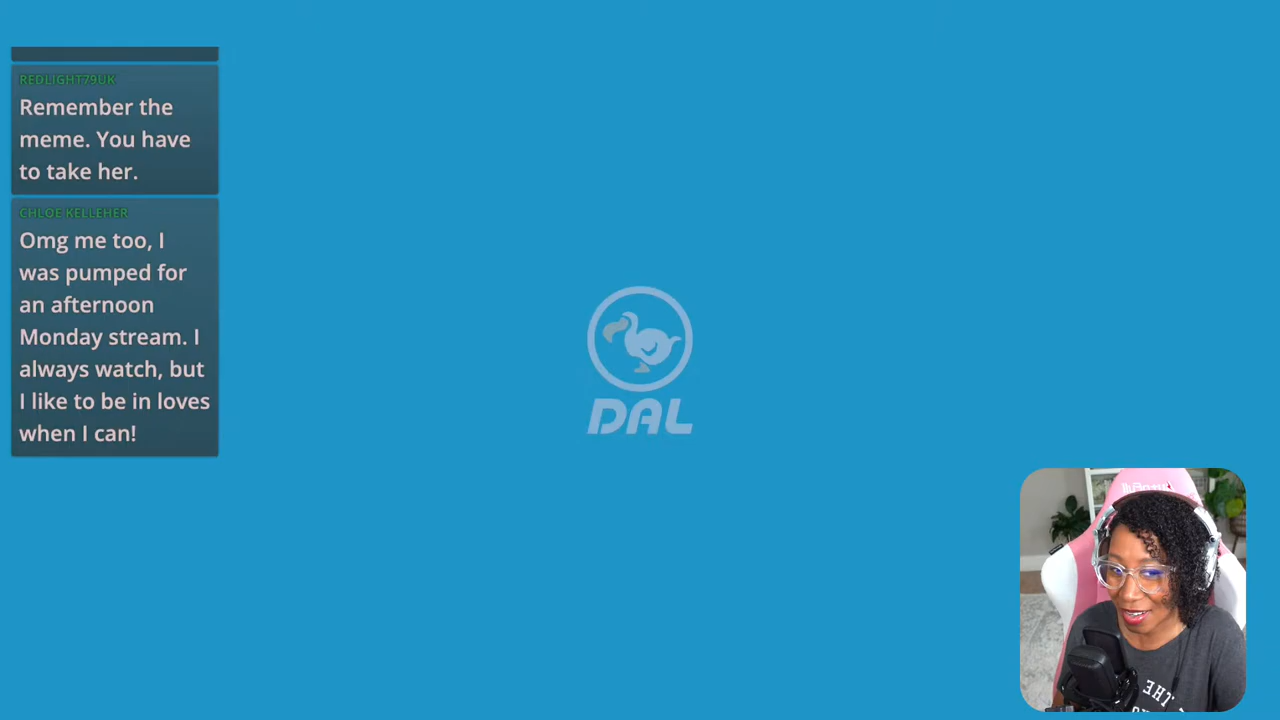 REDLIGHT79UK
Remember the
meme. You have
to take her.
CHLOE KELLEHER
Omg me too, I
was pumped for
an afternoon
Monday stream. I
always watch, but
I like to be in loves
when I can!
DAL
THE